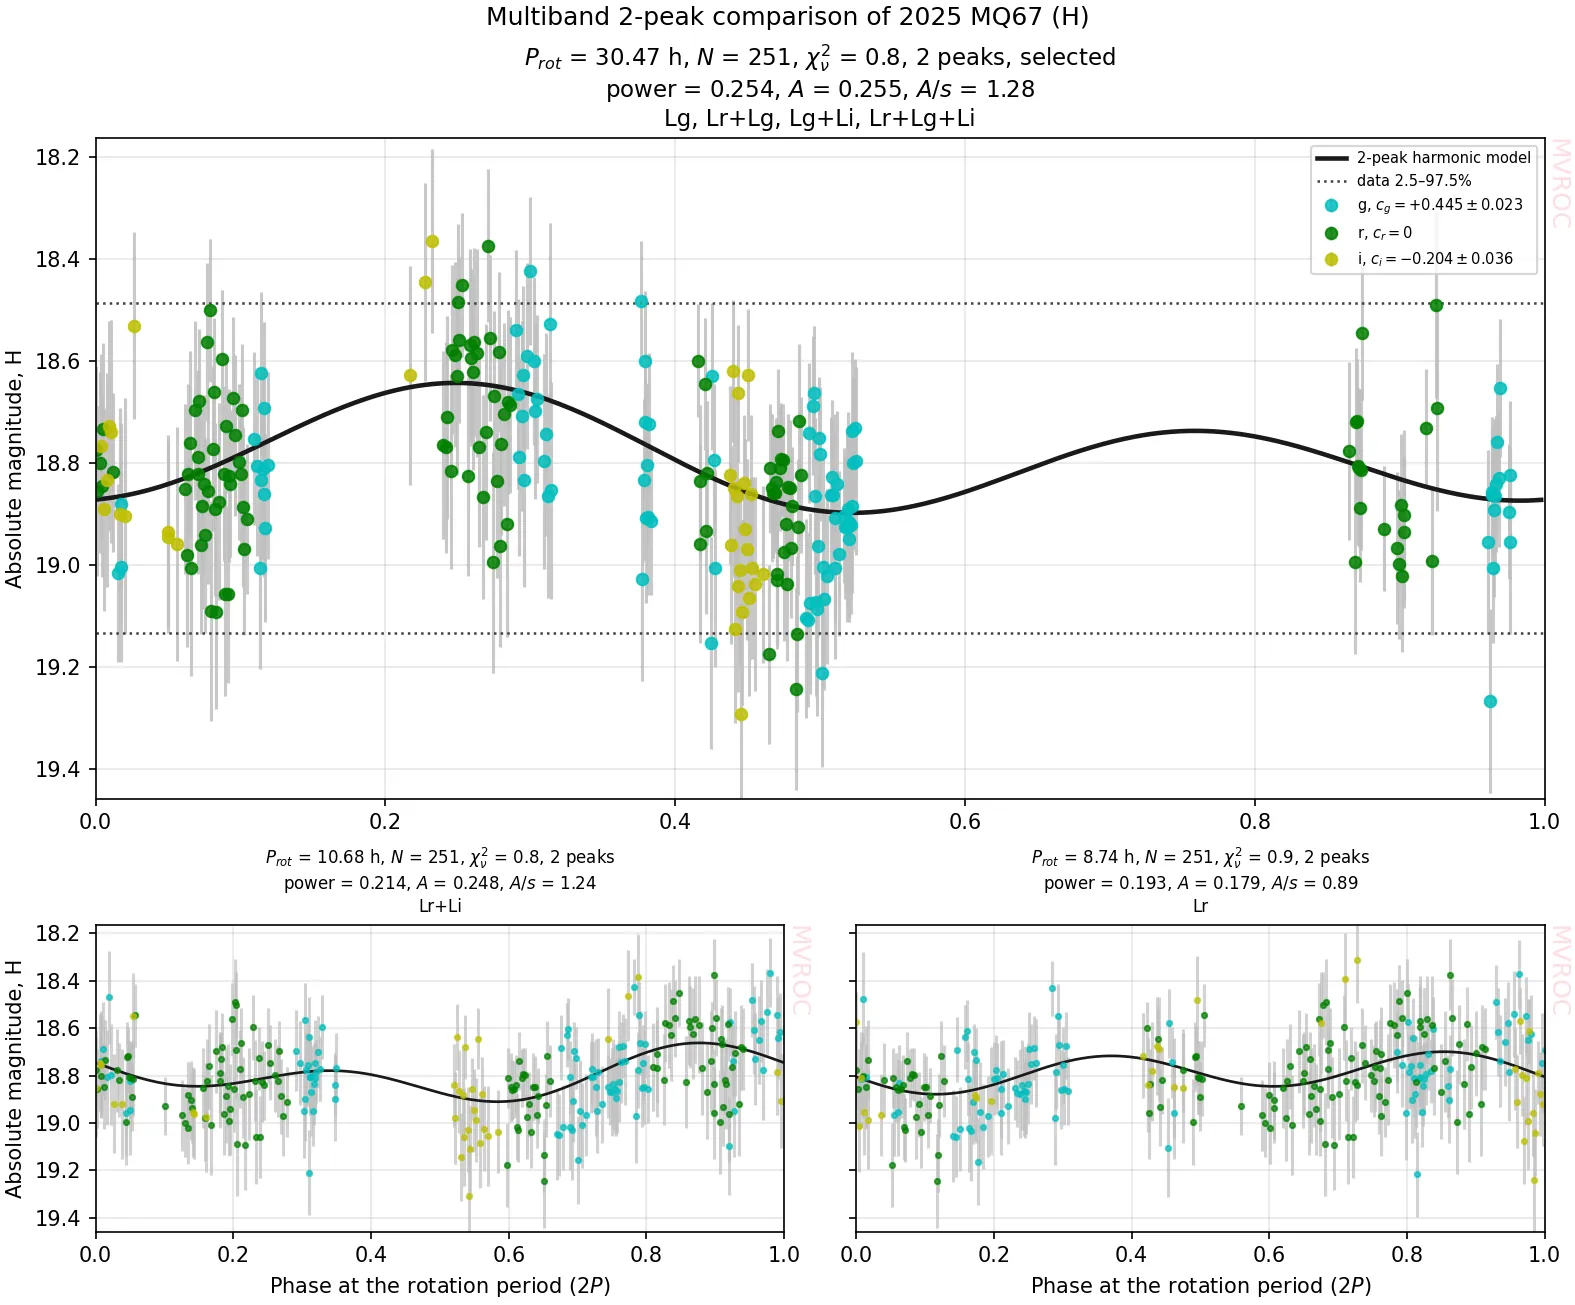 Multiband 2-peak comparison of 2025 MQ67 (H)
P_rot = 30.47 h, N = 251, χ²_ν = 0.8, 2 peaks, selected
power = 0.254, A = 0.255, A/s = 1.28
Lg, Lr+Lg, Lg+Li, Lr+Lg+Li
2-peak harmonic model
data 2.5–97.5%
g, c_g = +0.445 ± 0.023
r, c_r = 0
i, c_i = −0.204 ± 0.036
MVROC
Absolute magnitude, H
18.2
18.4
18.6
18.8
19.0
19.2
19.4
0.0 0.2 0.4 0.6 0.8 1.0
P_rot = 10.68 h, N = 251, χ²_ν = 0.8, 2 peaks
power = 0.214, A = 0.248, A/s = 1.24
Lr+Li
MVROC
Absolute magnitude, H
18.2
18.4
18.6
18.8
19.0
19.2
19.4
0.0 0.2 0.4 0.6 0.8 1.0
Phase at the rotation period (2P)
P_rot = 8.74 h, N = 251, χ²_ν = 0.9, 2 peaks
power = 0.193, A = 0.179, A/s = 0.89
Lr
MVROC
0.0 0.2 0.4 0.6 0.8 1.0
Phase at the rotation period (2P)